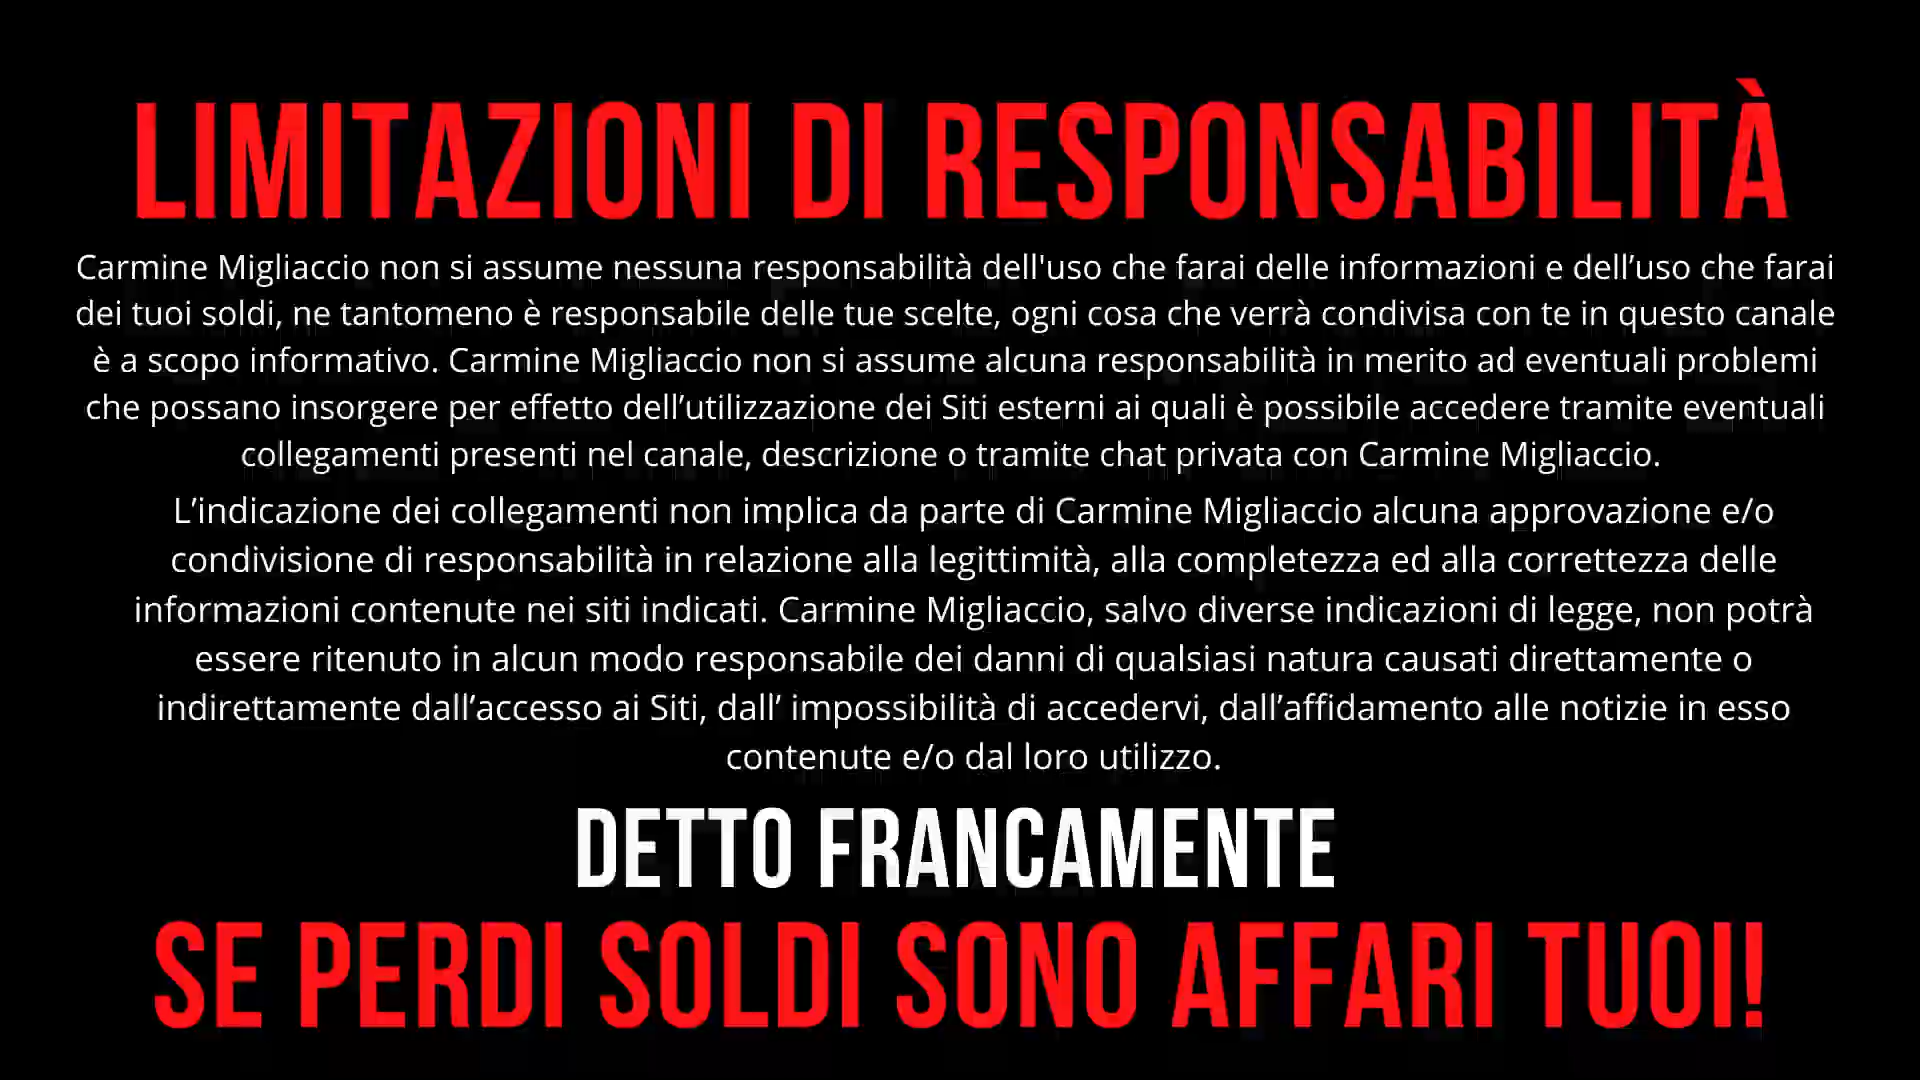 LIMITAZIONI DI RESPONSABILITÀ
Carmine Migliaccio non si assume nessuna responsabilità dell'uso che farai delle informazioni e dell’uso che farai
dei tuoi soldi, ne tantomeno è responsabile delle tue scelte, ogni cosa che verrà condivisa con te in questo canale
è a scopo informativo. Carmine Migliaccio non si assume alcuna responsabilità in merito ad eventuali problemi
che possano insorgere per effetto dell’utilizzazione dei Siti esterni ai quali è possibile accedere tramite eventuali
collegamenti presenti nel canale, descrizione o tramite chat privata con Carmine Migliaccio.
L’indicazione dei collegamenti non implica da parte di Carmine Migliaccio alcuna approvazione e/o
condivisione di responsabilità in relazione alla legittimità, alla completezza ed alla correttezza delle
informazioni contenute nei siti indicati. Carmine Migliaccio, salvo diverse indicazioni di legge, non potrà
essere ritenuto in alcun modo responsabile dei danni di qualsiasi natura causati direttamente o
indirettamente dall’accesso ai Siti, dall’ impossibilità di accedervi, dall’affidamento alle notizie in esso
contenute e/o dal loro utilizzo.
DETTO FRANCAMENTE
SE PERDI SOLDI SONO AFFARI TUOI!